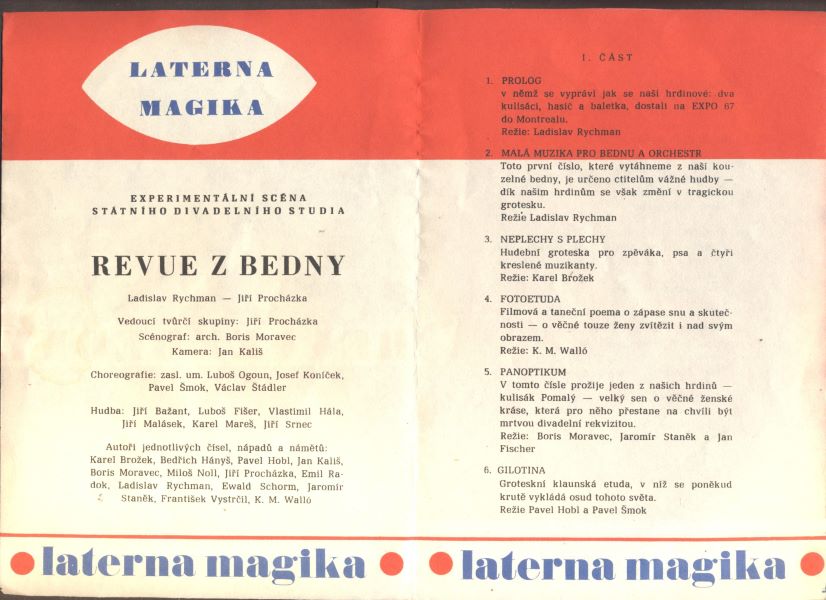 LATERNA
MAGIKA
EXPERIMENTÁLNÍ SCÉNA
STÁTNÍHO DIVADELNÍHO STUDIA
REVUE Z BEDNY
Ladislav Rychman — Jiří Procházka
Vedoucí tvůrčí skupiny: Jiří Procházka
Scénograf: arch. Boris Moravec
Kamera: Jan Kališ
Choreografie: zasl. um. Luboš Ogoun, Josef Koníček,
Pavel Šmok, Václav Štádler
Hudba: Jiří Bažant, Luboš Fišer, Vlastimil Hála,
Jiří Malásek, Karel Mareš, Jiří Srnec
Autoři jednotlivých čísel, nápadů a námětů:
Karel Brožek, Bedřich Hányš, Pavel Hobl, Jan Kališ,
Boris Moravec, Miloš Noll, Jiří Procházka, Emil Ra-
dok, Ladislav Rychman, Ewald Schorm, Jaromír
Staněk, František Vystrčil, K. M. Walló
laterna magika
I. ČÁST
1. PROLOG
v němž se vypráví jak se naši hrdinové: dva
kulisáci, hasič a baletka, dostali na EXPO 67
do Montrealu.
Režie: Ladislav Rychman
2. MALÁ MUZIKA PRO BEDNU A ORCHESTR
Toto první číslo, které vytáhneme z naší kou-
zelné bedny, je určeno ctitelům vážné hudby —
dík našim hrdinům se však změní v tragickou
grotesku.
Režie Ladislav Rychman
3. NEPLECHY S PLECHY
Hudební groteska pro zpěváka, psa a čtyři
kreslené muzikanty.
Režie: Karel Brožek
4. FOTOETUDA
Filmová a taneční poema o zápase snu a skuteč-
nosti — o věčné touze ženy zvítězit i nad svým
obrazem.
Režie: K. M. Walló
5. PANOPTIKUM
V tomto čísle prožije jeden z našich hrdinů —
kulisák Pomalý — velký sen o věčné ženské
kráse, která pro něho přestane na chvíli být
mrtvou divadelní rekvizitou.
Režie: Boris Moravec, Jaromír Staněk a Jan
Fischer
6. GILOTINA
Groteskní klaunská etuda, v níž se poněkud
krutě vykládá osud tohoto světa.
Režie Pavel Hobl a Pavel Šmok
laterna magika